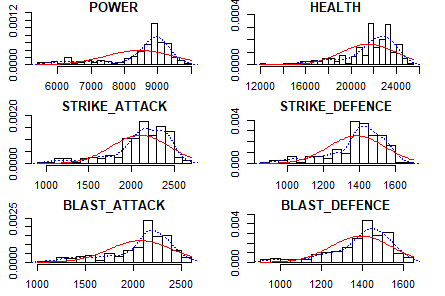 POWER HEALTH
0.0012 0.004
0.0000 0.000
6000 7000 8000 9000 12000 16000 20000 24000
STRIKE_ATTACK STRIKE_DEFENCE
0.0020 0.004
0.0000 0.000
1000 1500 2000 2500 1000 1200 1400 1600
BLAST_ATTACK BLAST_DEFENCE
0.0025 0.004
0.0000 0.000
1000 1500 2000 2500 1000 1200 1400 1600